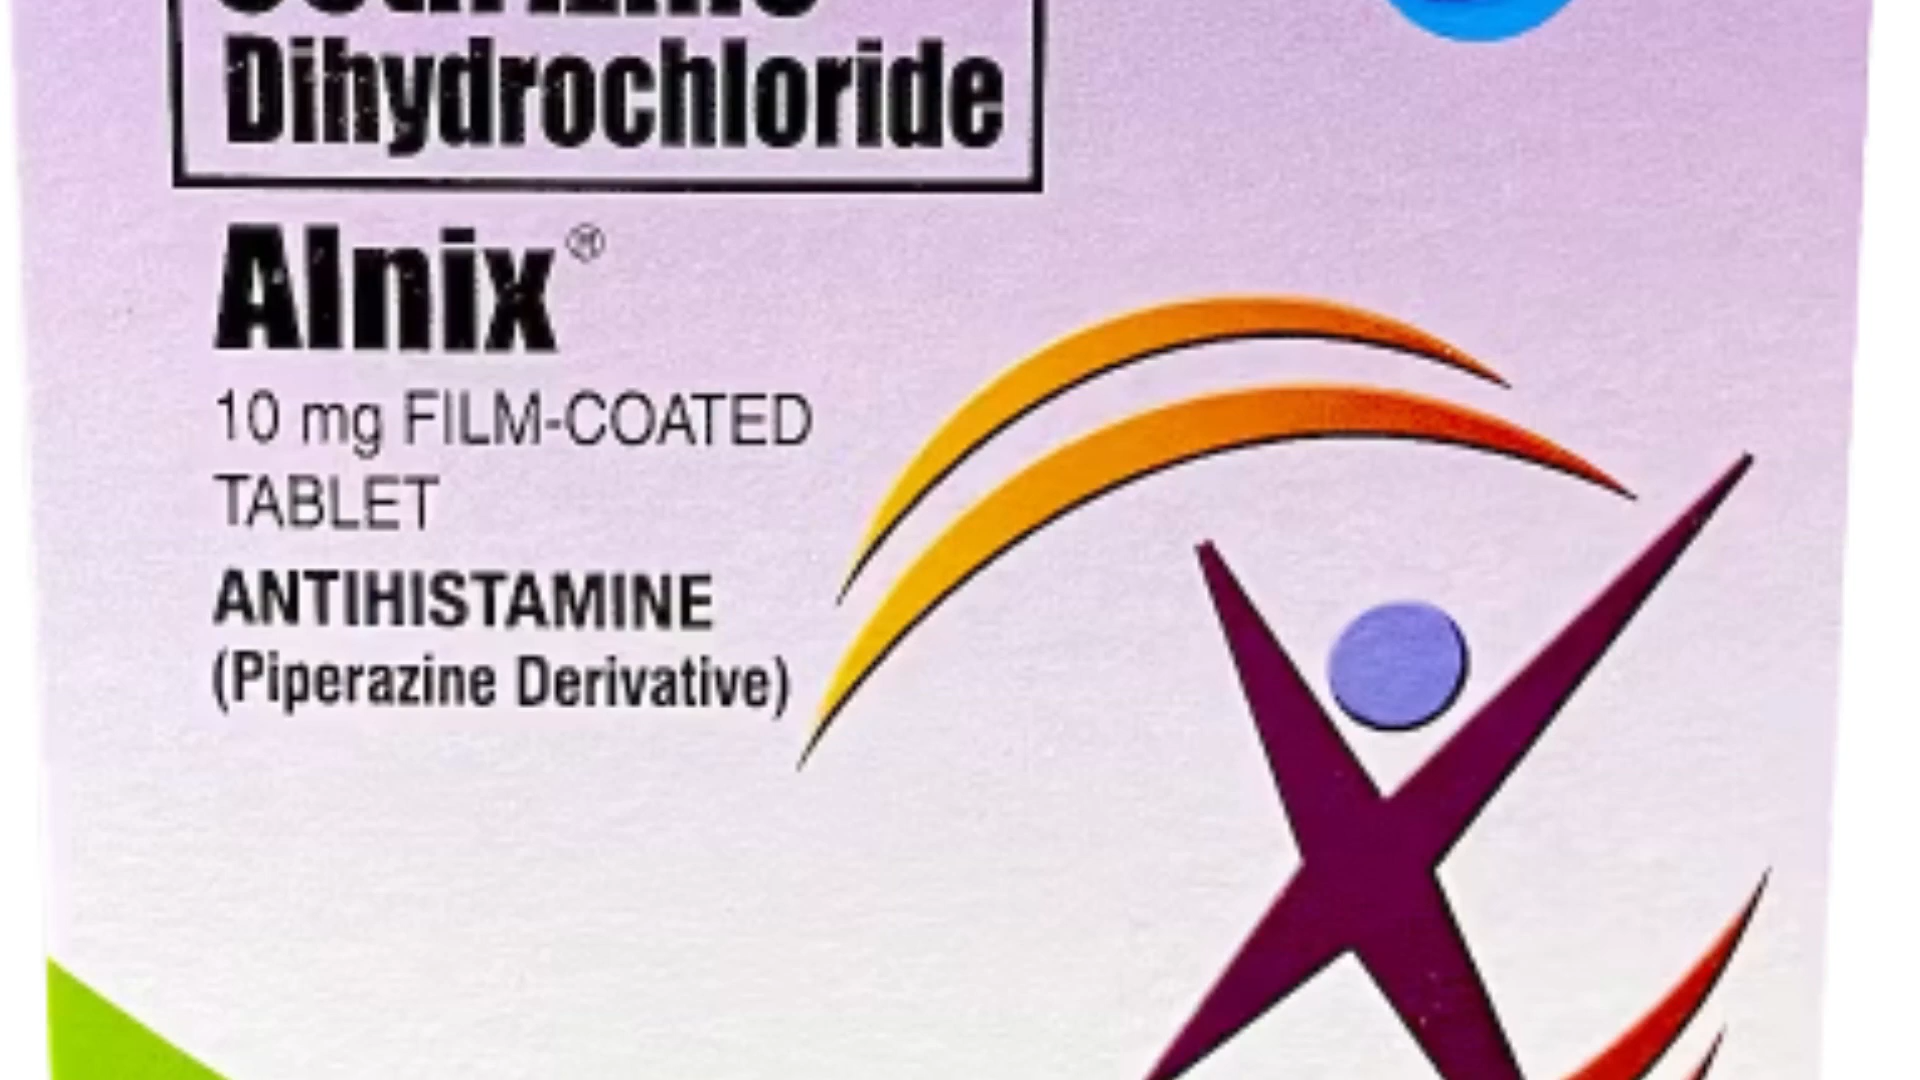 Dihydrochloride
Alnix®
10 mg FILM-COATED
TABLET
ANTIHISTAMINE
(Piperazine Derivative)